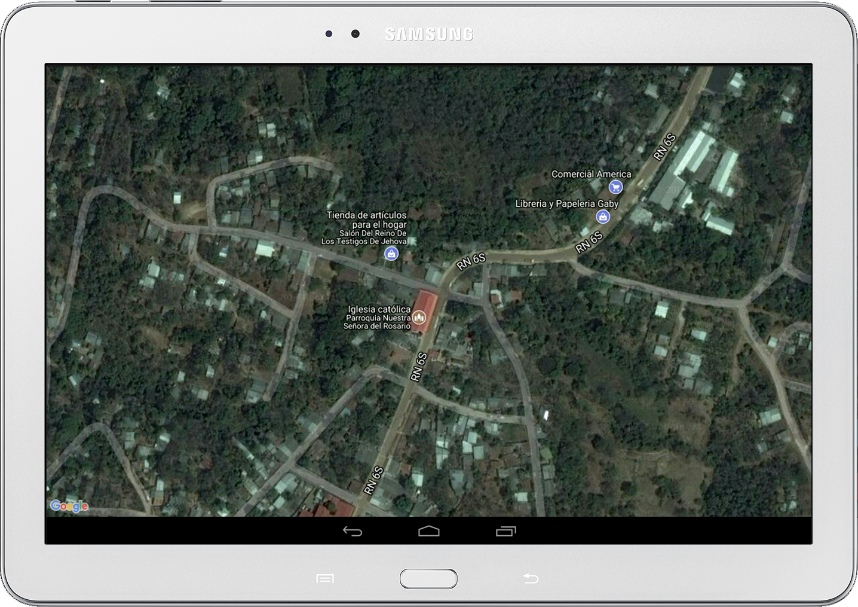 SAMSUNG
RN 6S
Comercial America
Libreria y Papeleria Gaby
Tienda de artículos
para el hogar
Salón Del Reino De
Los Testigos De Jehova
RN 6S
RN 6S
Iglesia católica
Parroquia Nuestra
Señora del Rosario
RN 6S
RN 6S
Google